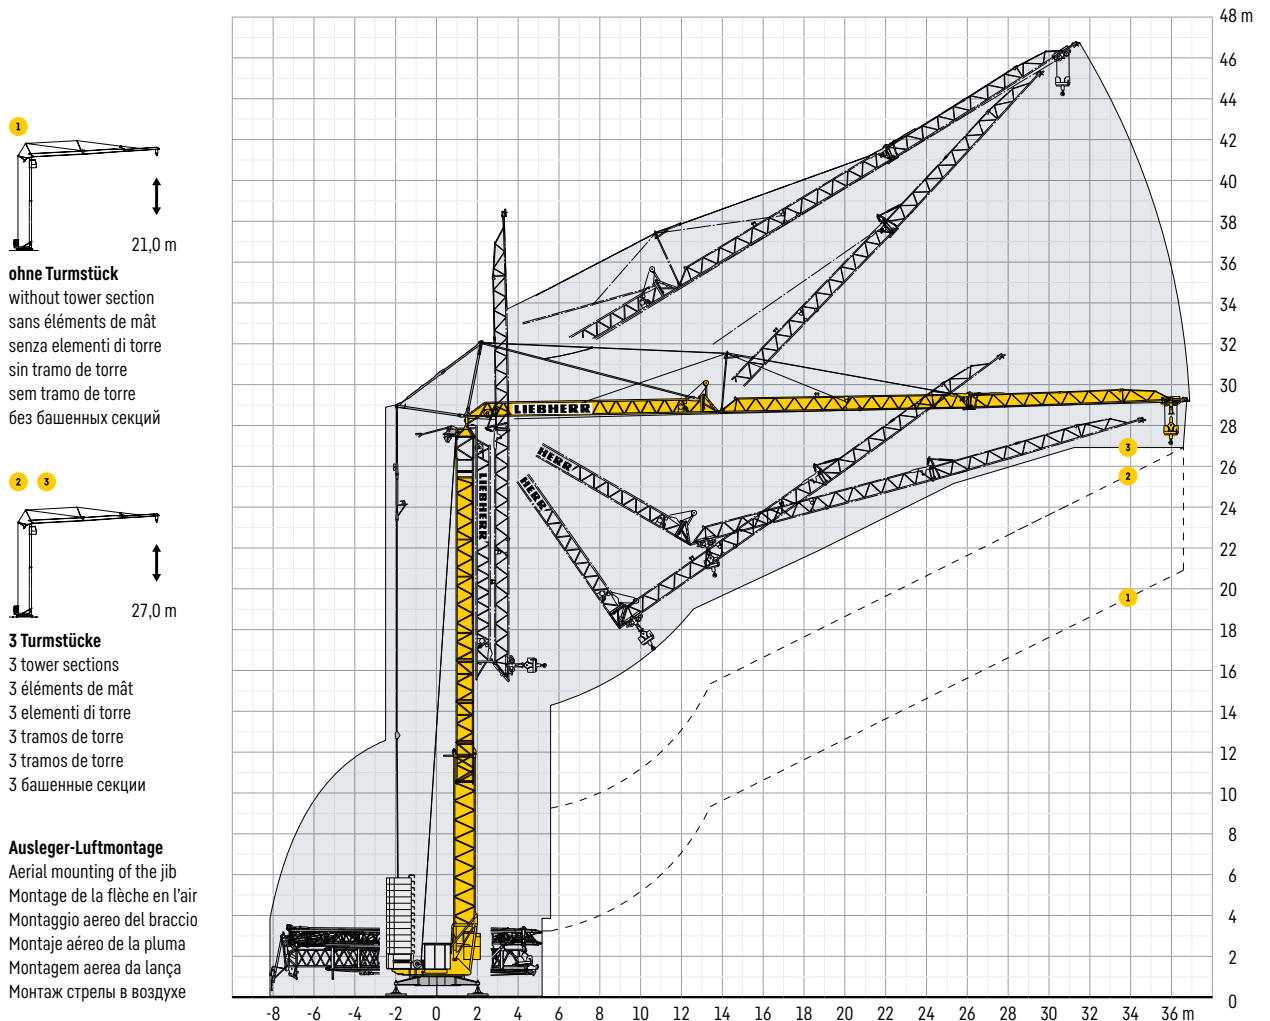 1
21,0 m
ohne Turmstück
without tower section
sans éléments de mât
senza elementi di torre
sin tramo de torre
sem tramo de torre
без башенных секций
2 3
27,0 m
3 Turmstücke
3 tower sections
3 éléments de mât
3 elementi di torre
3 tramos de torre
3 tramos de torre
3 башенные секции
Ausleger-Luftmontage
Aerial mounting of the jib
Montage de la flèche en l'air
Montaggio aereo del braccio
Montaje aéreo de la pluma
Montagem aerea da lança
Монтаж стрелы в воздухе
LIEBHERR
HERR
HERR
LIEBHERR
3
2
1
48 m
46
44
42
40
38
36
34
32
30
28
26
24
22
20
18
16
14
12
10
8
6
4
2
0
-8 -6 -4 -2 0 2 4 6 8 10 12 14 16 18 20 22 24 26 28 30 32 34 36 m